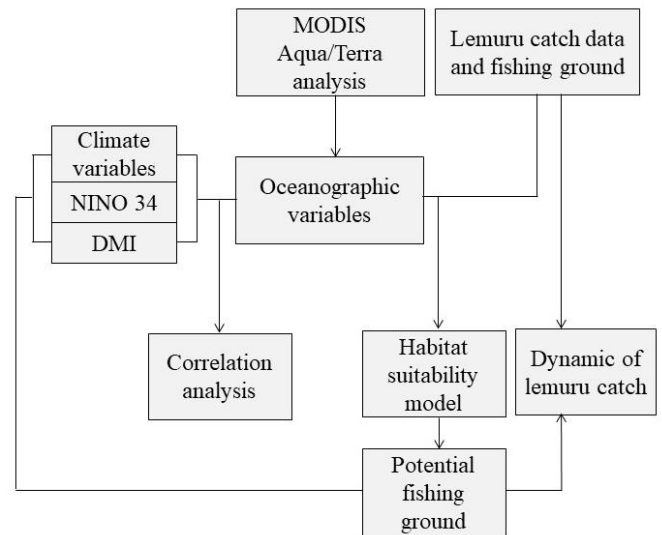 MODIS
Aqua/Terra
analysis
Lemuru catch data
and fishing ground
Climate
variables
NINO 34
DMI
Oceanographic
variables
Correlation
analysis
Habitat
suitability
model
Dynamic of
lemuru catch
Potential
fishing
ground